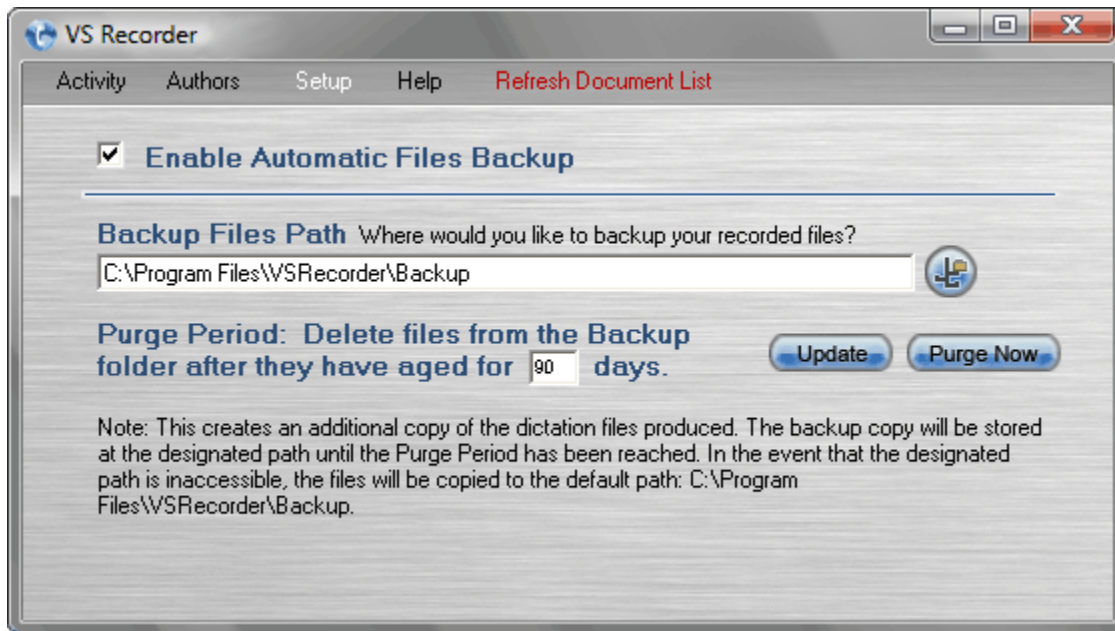 VS Recorder
Activity Authors Setup Help Refresh Document List
Enable Automatic Files Backup
Backup Files Path Where would you like to backup your recorded files?
C:\Program Files\VSRecorder\Backup
Purge Period: Delete files from the Backup
folder after they have aged for 90 days.
Update Purge Now
Note: This creates an additional copy of the dictation files produced. The backup copy will be stored
at the designated path until the Purge Period has been reached. In the event that the designated
path is inaccessible, the files will be copied to the default path: C:\Program
Files\VSRecorder\Backup.